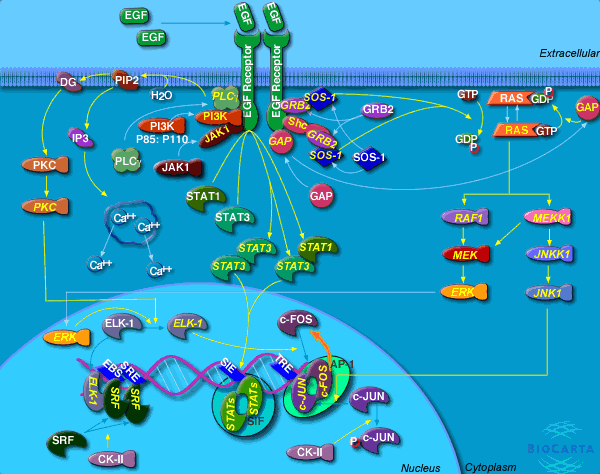 EGF
EGF
EGF
EGF
EGF Receptor
EGF Receptor
Extracellular
DG
PIP2
H2O
PLCγ
GRB2
SOS-1
GRB2
GTP
RAS
GDP
P
GAP
PI3K
PI3K
Shc
GRB2
SOS-1
SOS-1
RAS
GTP
GDP
P
IP3
P85: P110
JAK1
GAP
PKC
PLCγ
JAK1
GAP
STAT1
PKC
STAT3
RAF1
MEKK1
Ca++
Ca++
Ca++
Ca++
STAT3
STAT1
STAT3
STAT3
MEK
JNKK1
ERK
JNK1
ERK
ELK-1
ELK-1
c-FOS
EBS
SRE
SIE
TRE
AP-1
ELK-1
SRF
SRF
STATs
STATs
SIF
c-JUN
c-FOS
c-JUN
SRF
CK-II
CK-II
P
c-JUN
BIOCARTA
Nucleus
Cytoplasm